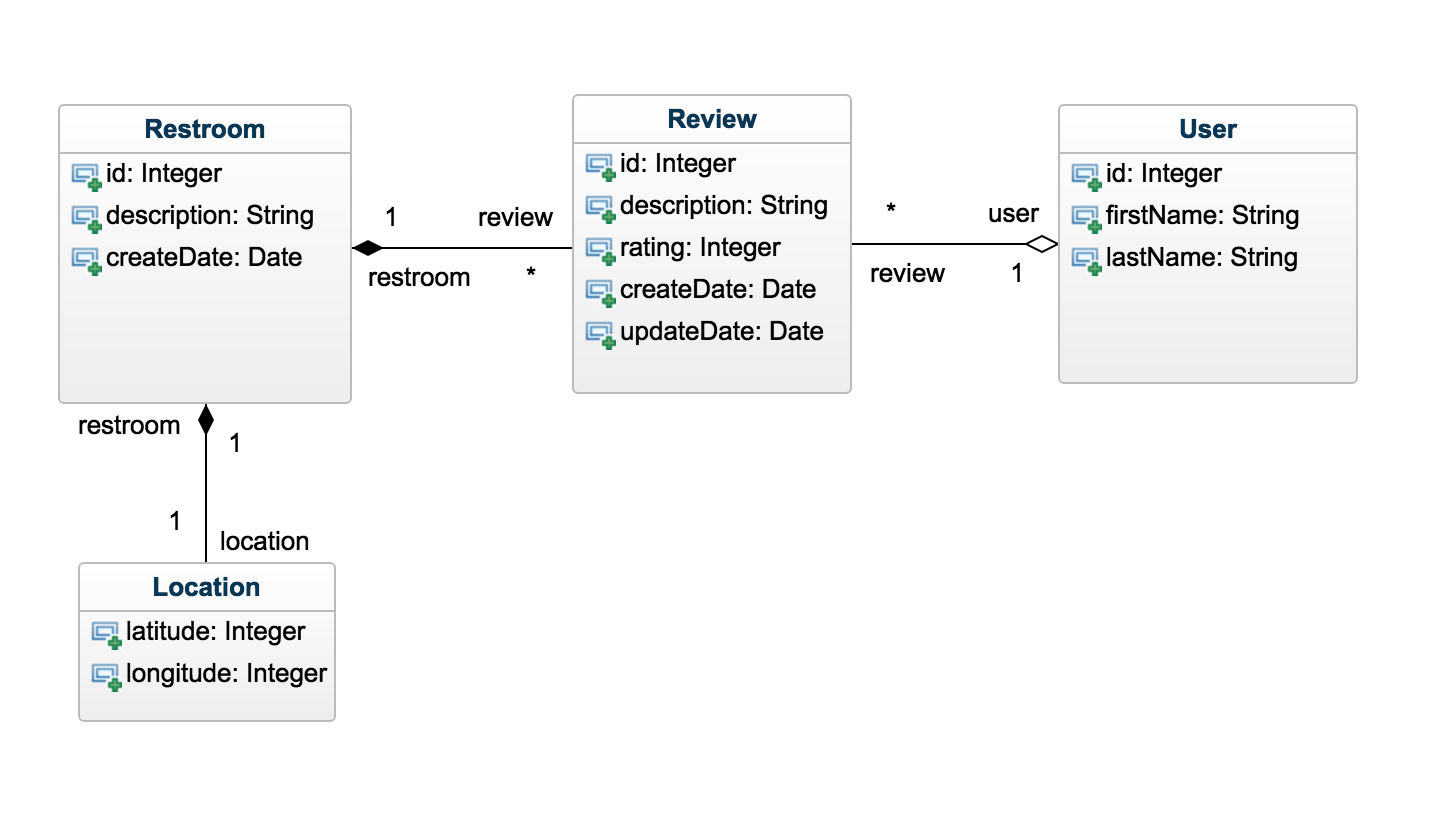 Restroom
id: Integer
description: String
createDate: Date
1
review
restroom
*
Review
id: Integer
description: String
rating: Integer
createDate: Date
updateDate: Date
*
user
review
1
User
id: Integer
firstName: String
lastName: String
restroom
1
1
location
Location
latitude: Integer
longitude: Integer